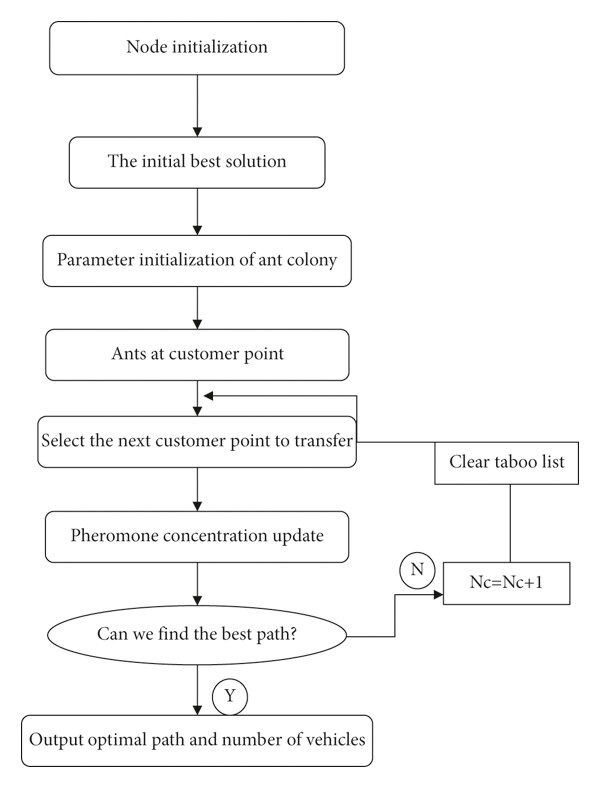 Node initialization
The initial best solution
Parameter initialization of ant colony
Ants at customer point
Select the next customer point to transfer
Clear taboo list
Pheromone concentration update
N
Nc=Nc+1
Can we find the best path?
Y
Output optimal path and number of vehicles